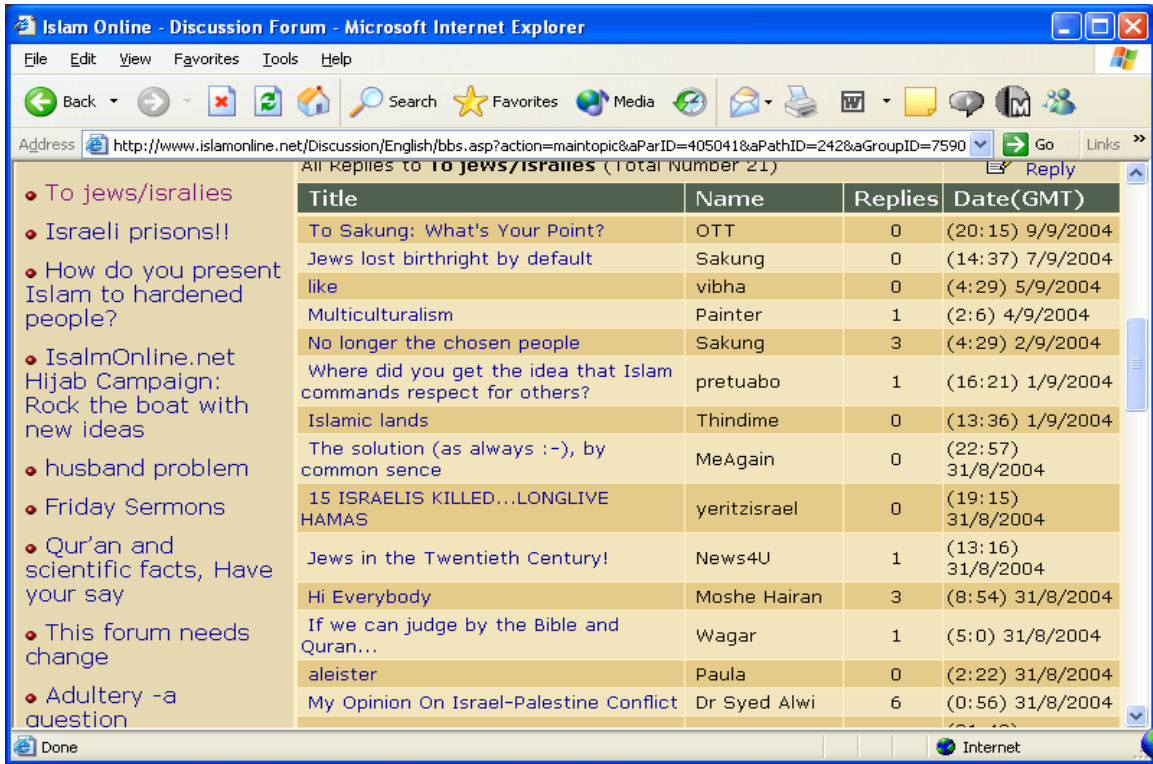 Islam Online - Discussion Forum - Microsoft Internet Explorer
File Edit View Favorites Tools Help
Back Search Favorites Media
Address http://www.islamonline.net/Discussion/English/bbs.asp?action=maintopic&aParID=405041&aPathID=242&aGroupID=7590 Go Links »
To jews/isralies
Israeli prisons!!
How do you present
Islam to hardened
people?
IsalmOnline.net
Hijab Campaign:
Rock the boat with
new ideas
husband problem
Friday Sermons
Qur'an and
scientific facts, Have
your say
This forum needs
change
Adultery -a
question
All Replies to To jews/isralies (Total Number 21) Reply
Title Name Replies Date(GMT)
To Sakung: What's Your Point? OTT 0 (20:15) 9/9/2004
Jews lost birthright by default Sakung 0 (14:37) 7/9/2004
like vibha 0 (4:29) 5/9/2004
Multiculturalism Painter 1 (2:6) 4/9/2004
No longer the chosen people Sakung 3 (4:29) 2/9/2004
Where did you get the idea that Islam
commands respect for others? pretuabo 1 (16:21) 1/9/2004
Islamic lands Thindime 0 (13:36) 1/9/2004
The solution (as always :-), by
common sence MeAgain 0 (22:57)
31/8/2004
15 ISRAELIS KILLED...LONGLIVE
HAMAS yeritzisrael 0 (19:15)
31/8/2004
Jews in the Twentieth Century! News4U 1 (13:16)
31/8/2004
Hi Everybody Moshe Hairan 3 (8:54) 31/8/2004
If we can judge by the Bible and
Quran... Wagar 1 (5:0) 31/8/2004
aleister Paula 0 (2:22) 31/8/2004
My Opinion On Israel-Palestine Conflict Dr Syed Alwi 6 (0:56) 31/8/2004
Done Internet